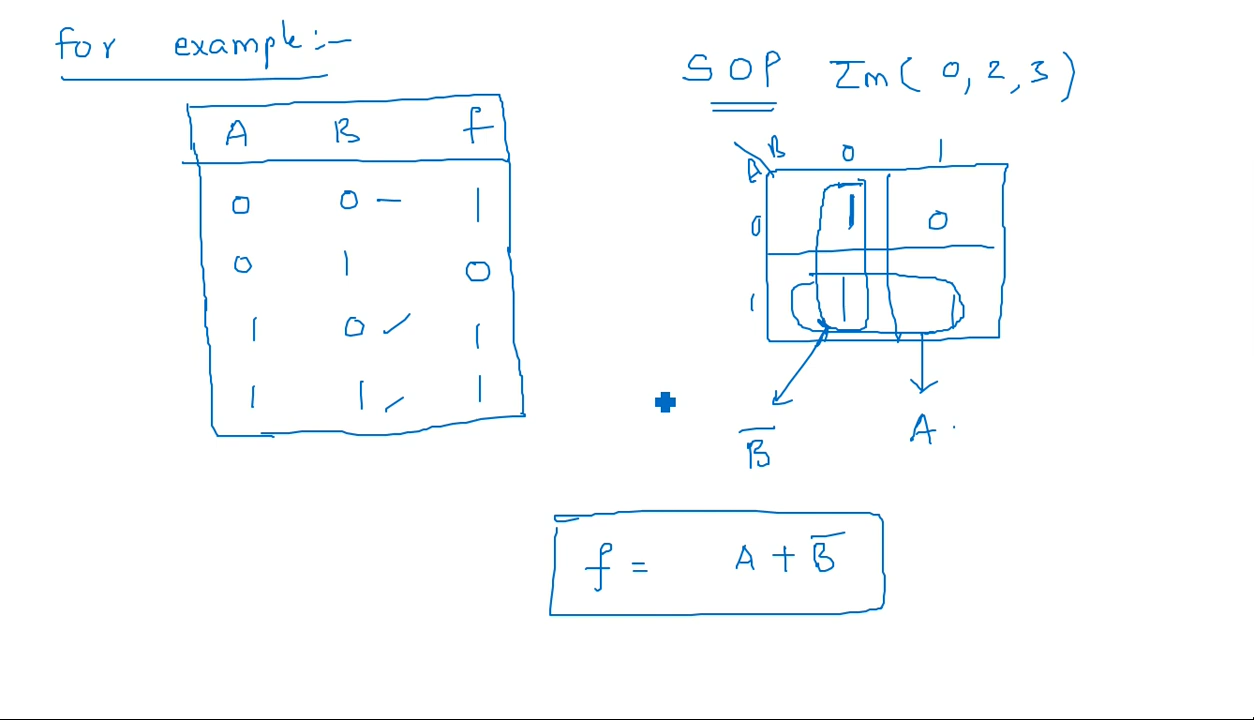 for example:-
A B f
0 0 - 1
0 1 0
1 0 ✓ 1
1 1 ✓ 1
SOP Σm( 0, 2, 3 )
B 0 1
A
0 1 0
1 1 1
B̅ A
f = A + B̅